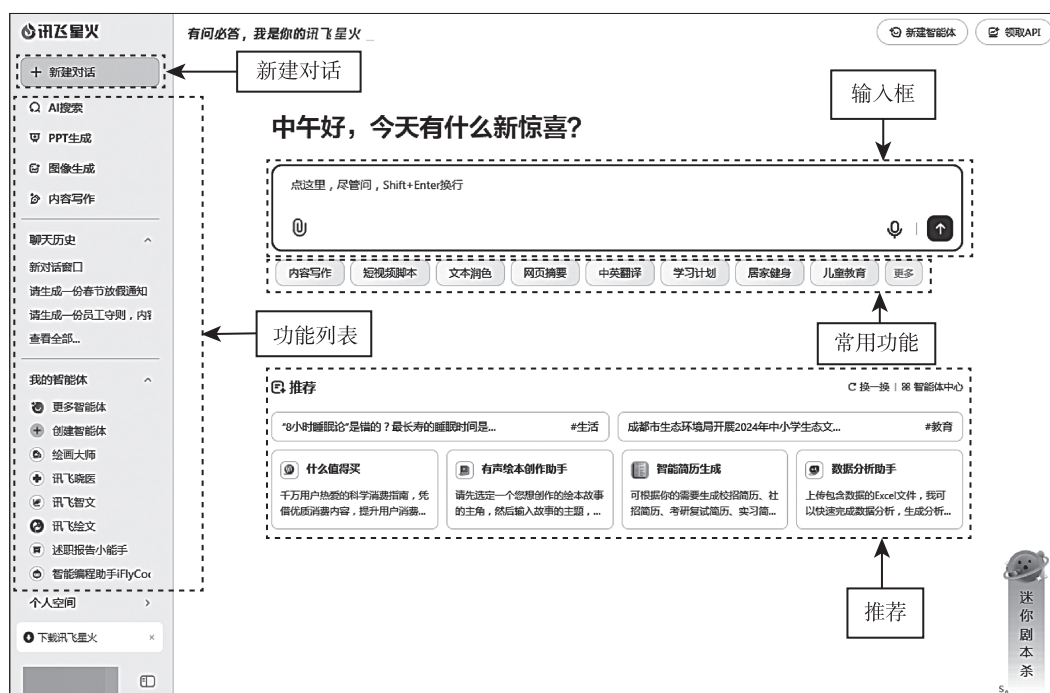 讯飞星火
有问必答，我是你的讯飞星火 _
新建智能体
领取API
+ 新建对话
新建对话
AI搜索
PPT生成
图像生成
内容写作
输入框
中午好，今天有什么新惊喜？
点这里，尽管问，Shift+Enter换行
聊天历史
新对话窗口
请生成一份春节放假通知
请生成一份员工守则，内容
查看全部...
内容写作
短视频脚本
文本润色
网页摘要
中英翻译
学习计划
居家健身
儿童教育
更多
功能列表
常用功能
我的智能体
更多智能体
创建智能体
绘画大师
讯飞晓医
讯飞智文
讯飞绘文
述职报告小能手
智能编程助手iFlyCoc
个人空间
下载讯飞星火
推荐
换一换
智能体中心
“8小时睡眠论”是错的？最长寿的睡眠时间是...
#生活
成都市生态环境局开展2024年中小学生态文...
#教育
什么值得买
千万用户热爱的科学消费指南，凭
借优质消费内容，提升用户消费...
有声绘本创作助手
请先选定一个您想创作的绘本故事
的主角，然后输入故事的主题，...
智能简历生成
可根据你的需要生成校招简历、社
招简历、考研复试简历、实习简...
数据分析助手
上传包含数据的Excel文件，我可
以快速完成数据分析，生成分析...
推荐
迷你剧本杀